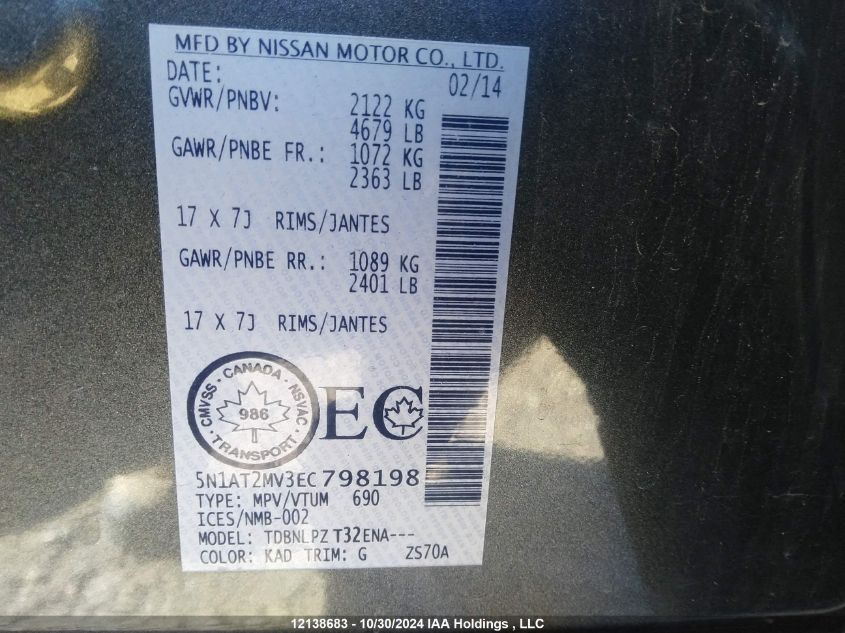 MFD BY NISSAN MOTOR CO., LTD.
DATE: 02/14
GVWR/PNBV: 2122 KG
4679 LB
GAWR/PNBE FR.: 1072 KG
2363 LB
17 X 7J RIMS/JANTES
GAWR/PNBE RR.: 1089 KG
2401 LB
17 X 7J RIMS/JANTES
CMVSS · CANADA · NSVAC
986
TRANSPORT
EC
5N1AT2MV3EC798198
TYPE: MPV/VTUM 690
ICES/NMB-002
MODEL: TDBNLPZ T32ENA---
COLOR: KAD TRIM: G ZS70A
12138683 - 10/30/2024 IAA Holdings , LLC